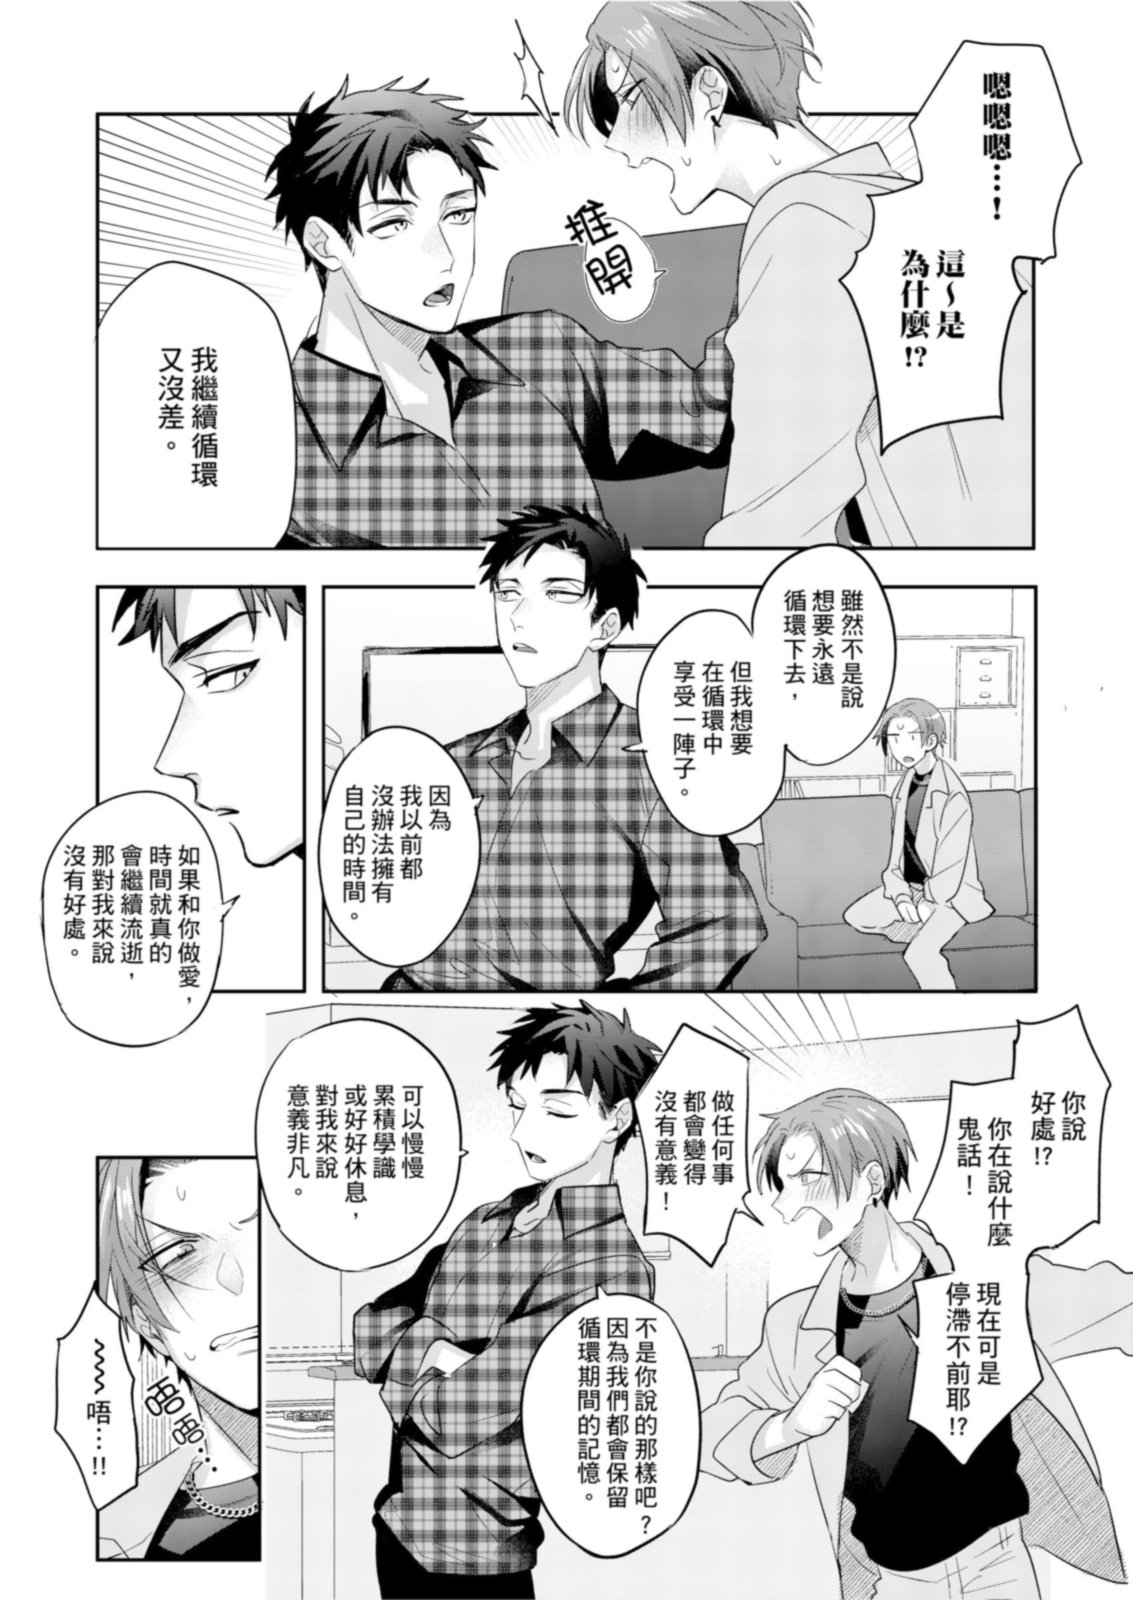 嗯嗯嗯…！
這～是
為什麼!?
推開
我繼續循環
又沒差。
雖然不是說
想要永遠
循環下去，
但我想要
在循環中
享受一陣子。
因為
我以前都
沒辦法擁有
自己的時間。
如果和你做愛，
時間就真的
會繼續流逝，
那對我來說
沒有好處。
你說
好處!?
你在說什麼
鬼話！
現在可是
停滯不前耶!?
做任何事
都會變得
沒有意義！
不是你說的那樣吧？
因為我們都會保留
循環期間的記憶。
可以慢慢
累積學識
或好好休息，
對我來說
意義非凡。
唔唔…
～～唔…!!